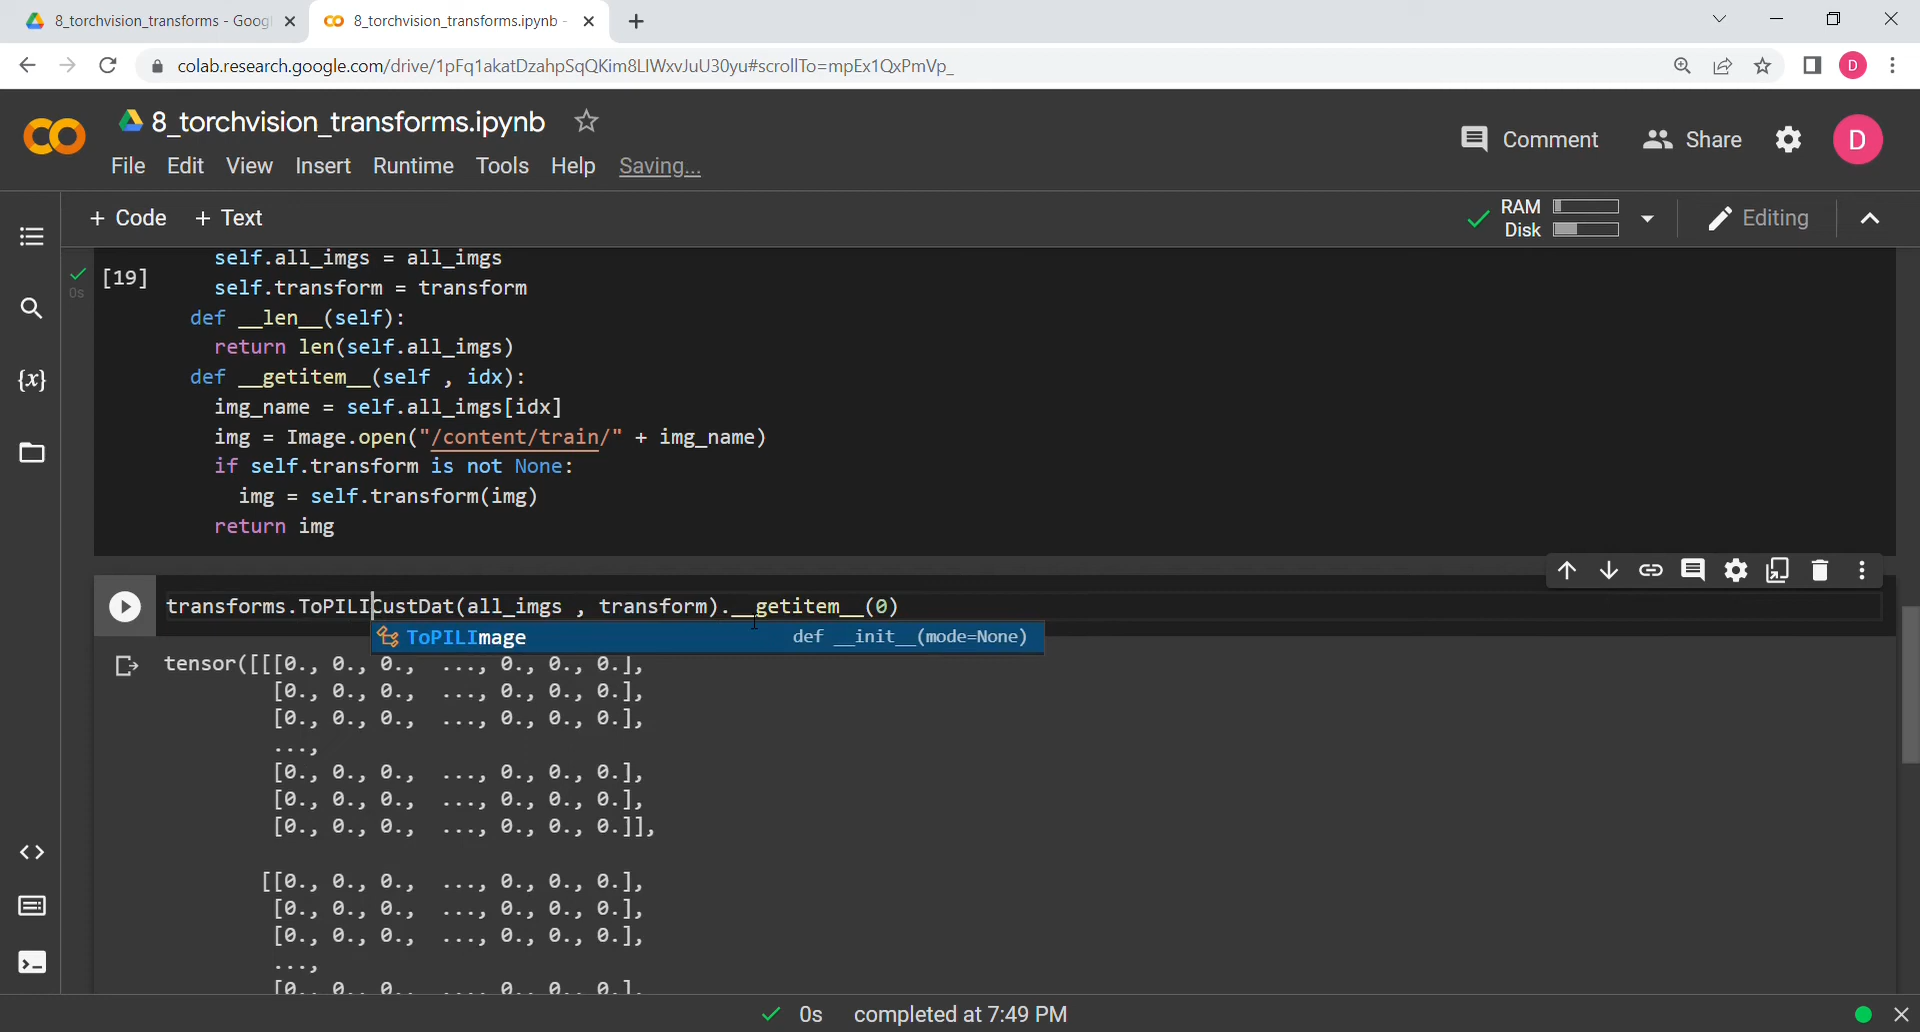 8_torchvision_transforms - Goog
8_torchvision_transforms.ipynb -
colab.research.google.com/drive/1pFq1akatDzahpSqQKim8LIWxvJuU30yu#scrollTo=mpEx1QxPmVp_
D
8_torchvision_transforms.ipynb
Comment
Share
D
File Edit View Insert Runtime Tools Help Saving...
+ Code + Text
RAM
Disk
Editing
self.all_imgs = all_imgs
[19]
0s
self.transform = transform
def __len__(self):
return len(self.all_imgs)
def __getitem__(self , idx):
{x}
img_name = self.all_imgs[idx]
img = Image.open("/content/train/" + img_name)
if self.transform is not None:
img = self.transform(img)
return img
transforms.ToPILICustDat(all_imgs , transform).__getitem__(0)
ToPILImage def __init__(mode=None)
tensor([[[0., 0., 0., ..., 0., 0., 0.],
[0., 0., 0., ..., 0., 0., 0.],
[0., 0., 0., ..., 0., 0., 0.],
...,
[0., 0., 0., ..., 0., 0., 0.],
[0., 0., 0., ..., 0., 0., 0.],
[0., 0., 0., ..., 0., 0., 0.]],
[[0., 0., 0., ..., 0., 0., 0.],
[0., 0., 0., ..., 0., 0., 0.],
[0., 0., 0., ..., 0., 0., 0.],
...,
[0., 0., 0., ..., 0., 0., 0.],
0s completed at 7:49 PM